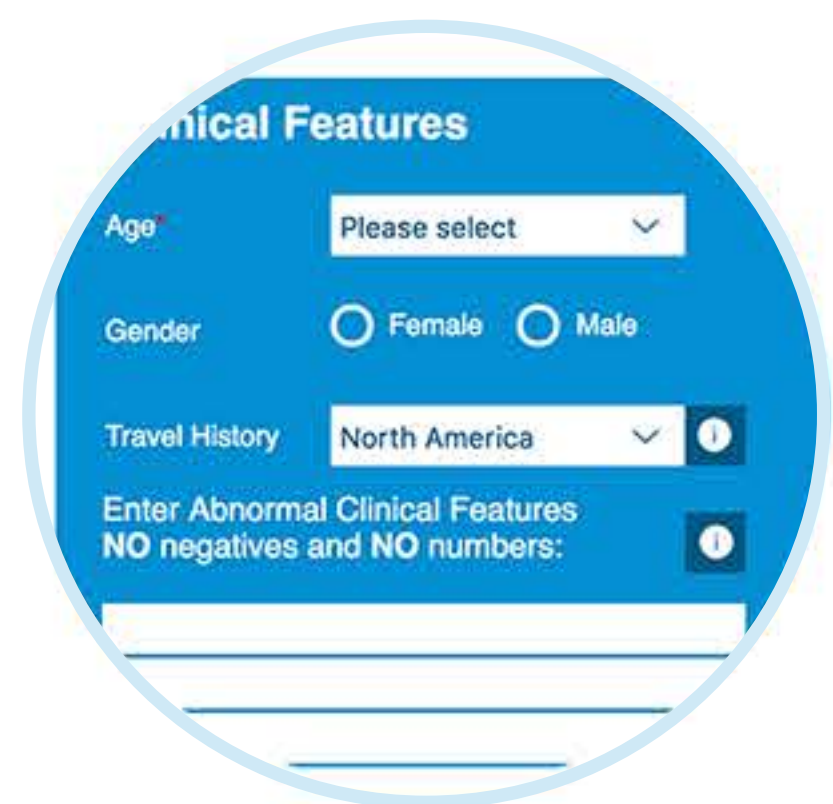 nical Features
Age* Please select
Gender Female Male
Travel History North America i
Enter Abnormal Clinical Features
NO negatives and NO numbers: i